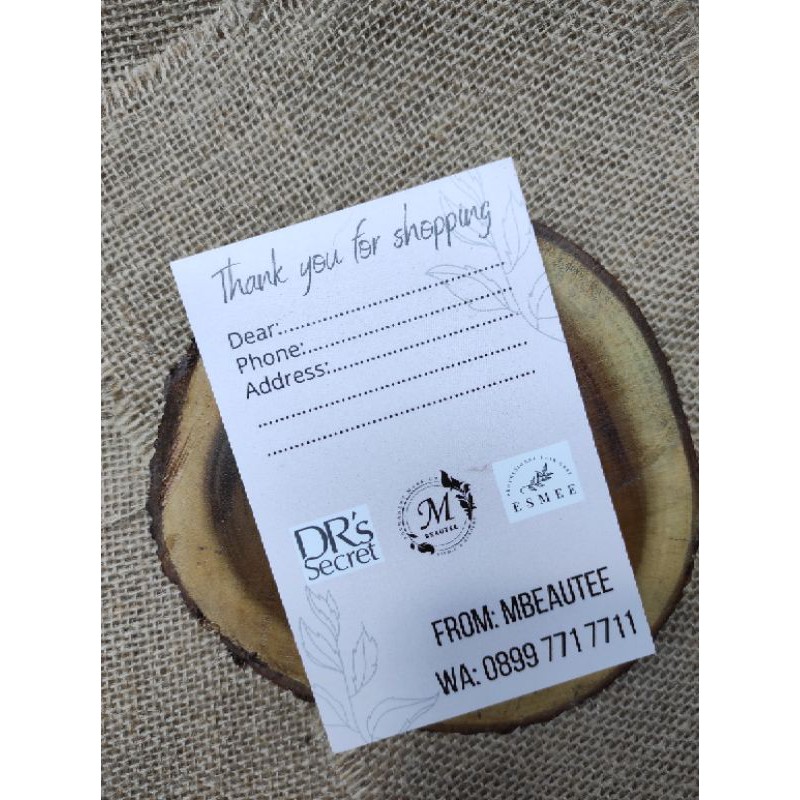 Thank you for shopping
Dear:..............................
Phone:..............................
Address:..............................
........................................
........................................
DR's
Secret
M
BEAUTEE
ESMEE
FROM: MBEAUTEE
WA: 0899 771 7711